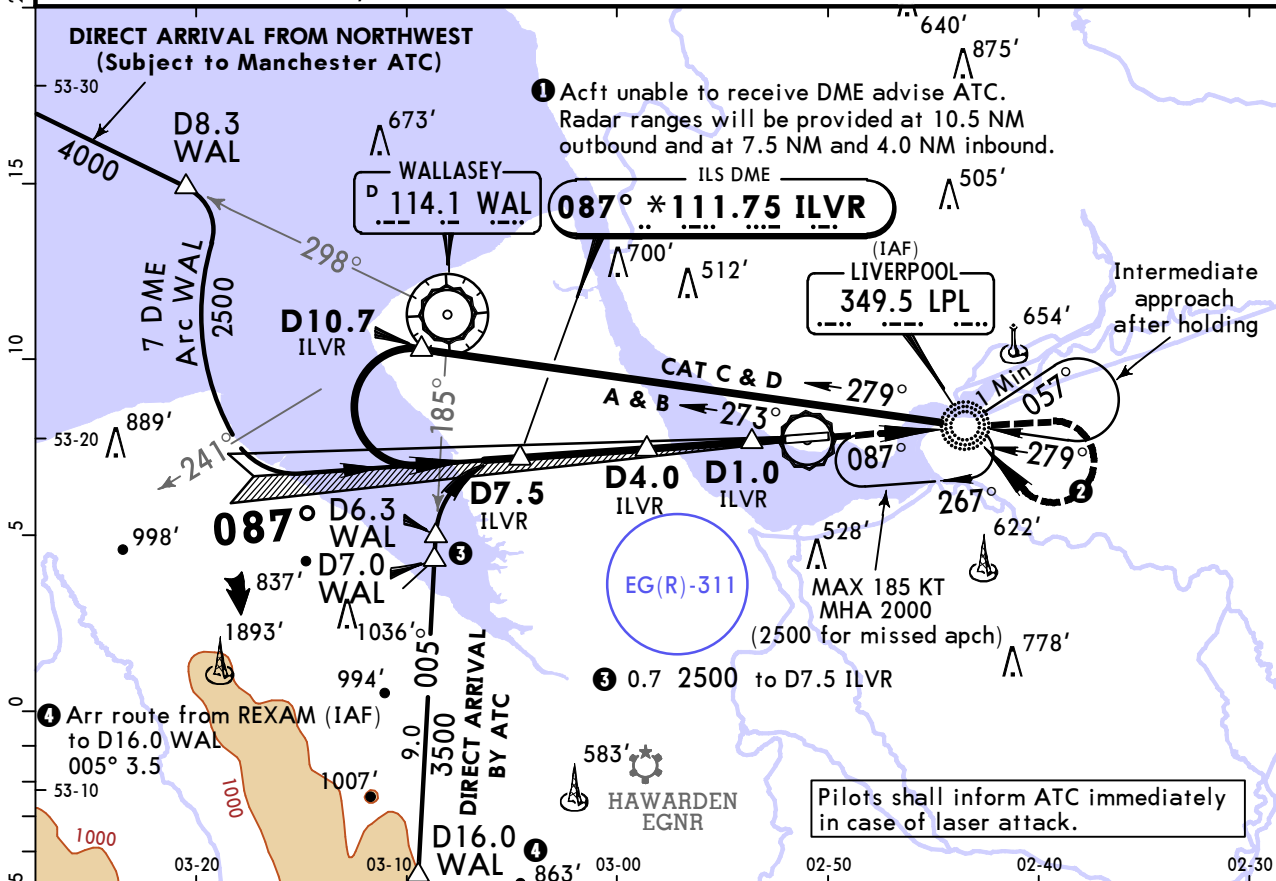 DIRECT ARRIVAL FROM NORTHWEST
(Subject to Manchester ATC)
640'
875'
53-30
❶ Acft unable to receive DME advise ATC.
Radar ranges will be provided at 10.5 NM
outbound and at 7.5 NM and 4.0 NM inbound.
D8.3
WAL
4000
673'
15
WALLASEY
D 114.1 WAL
ILS DME
087° *111.75 ILVR
505'
298°
700'
512'
(IAF)
LIVERPOOL
349.5 LPL
Intermediate
approach
after holding
7 DME
Arc WAL
2500
D10.7
ILVR
654'
10
CAT C & D
279°
A & B
273°
1 Min
057°
185°
889'
53-20
241°
087°
279°
267°
❷
D7.5
ILVR
D4.0
ILVR
D1.0
ILVR
087°
D6.3
WAL
❸
D7.0
WAL
5
998'
837'
528'
622'
EG(R)-311
MAX 185 KT
MHA 2000
(2500 for missed apch)
1893'
1036'
778'
005°
994'
❸ 0.7 2500 to D7.5 ILVR
0
❹ Arr route from REXAM (IAF)
to D16.0 WAL
005° 3.5
9.0
3500
DIRECT ARRIVAL
BY ATC
583'
1007'
53-10
1000
HAWARDEN
EGNR
Pilots shall inform ATC immediately
in case of laser attack.
1000
D16.0
WAL
❹
863'
5
03-20
03-10
03-00
02-50
02-40
02-30